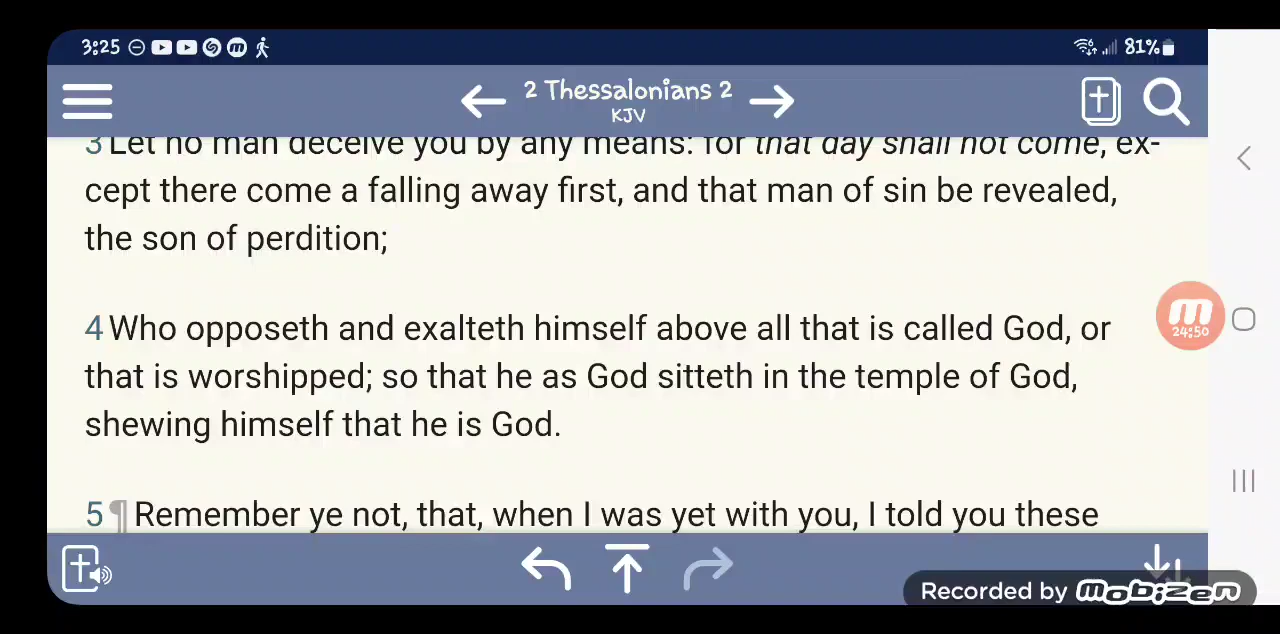 3:25 81%
2 Thessalonians 2
KJV
3 Let no man deceive you by any means: for that day shall not come, ex-
cept there come a falling away first, and that man of sin be revealed,
the son of perdition;
4 Who opposeth and exalteth himself above all that is called God, or
that is worshipped; so that he as God sitteth in the temple of God,
shewing himself that he is God.
5 ¶ Remember ye not, that, when I was yet with you, I told you these
m
24:50
Recorded by mobizen